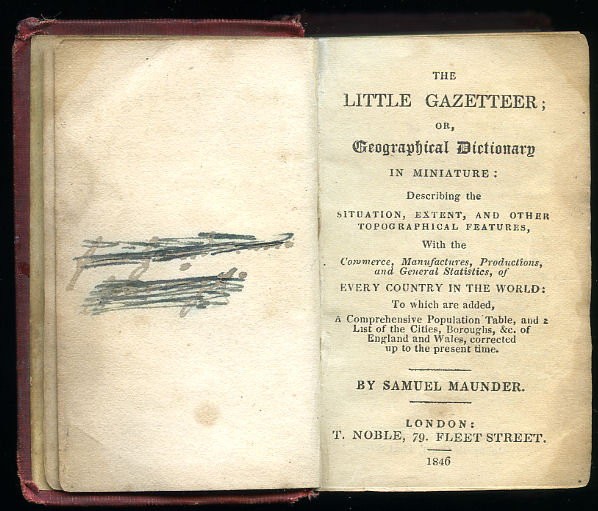 THE
LITTLE GAZETTEER;
OR,
Geographical Dictionary
IN MINIATURE:
Describing the
SITUATION, EXTENT, AND OTHER
TOPOGRAPHICAL FEATURES,
With the
Commerce, Manufactures, Productions,
and General Statistics, of
EVERY COUNTRY IN THE WORLD:
To which are added,
A Comprehensive Population Table, and a
List of the Cities, Boroughs, &c. of
England and Wales, corrected
up to the present time.
BY SAMUEL MAUNDER.
LONDON:
T. NOBLE, 79. FLEET STREET.
1846